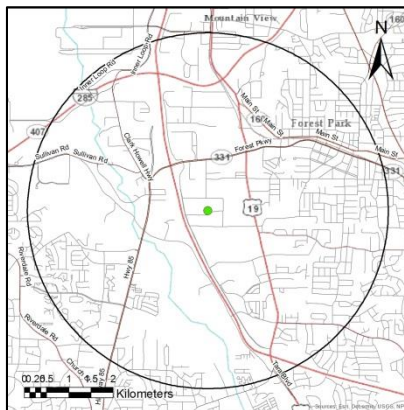 Mountain View
160
N
Inner Loop Rd
Inner Loop Rd
285
Main St
160
Main St
Forest Park
407
Clark Howell Hwy
331
Forest Pkwy
Main St
Main St
Sullivan Rd
Sullivan Rd
331
19
Riverdale Rd
Hwy 85
Riverdale Rd
Church
Tara Blvd
0 0.25 0.5 1 1.5 2
Kilometers